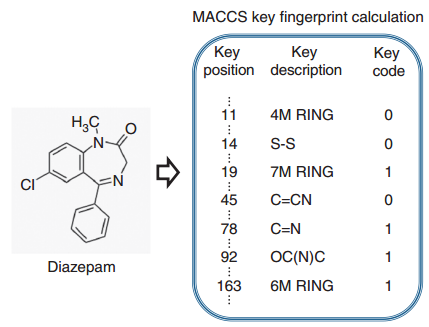 MACCS key fingerprint calculation
Key position Key description Key code
11 4M RING 0
14 S-S 0
19 7M RING 1
45 C=CN 0
78 C=N 1
92 OC(N)C 1
163 6M RING 1
H₃C
O
N
N
Cl
Diazepam